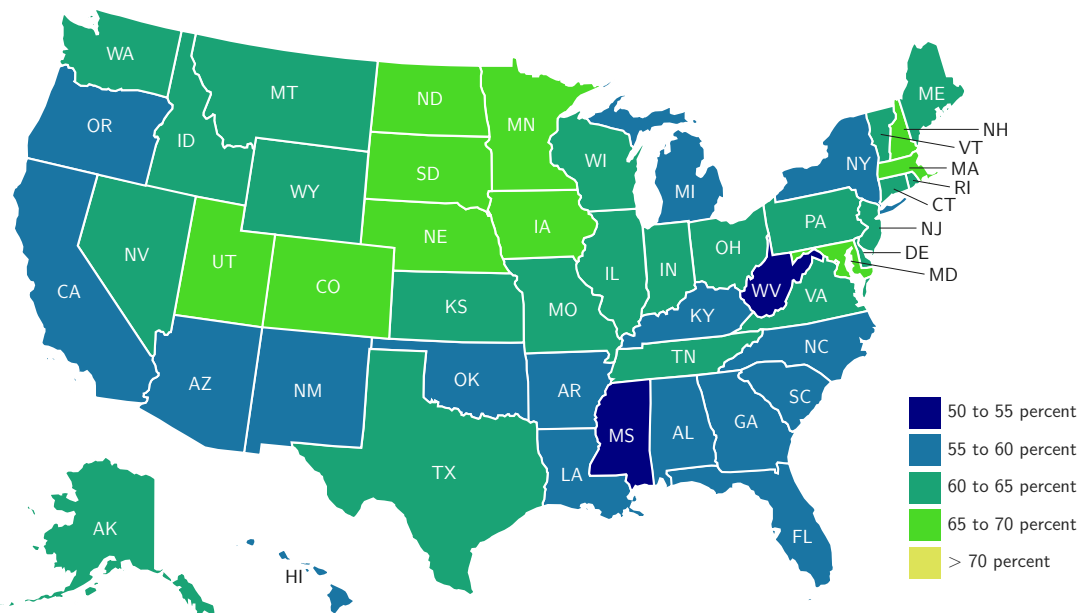 WA
ME
MT
ND
OR
MN
NH
ID
VT
WI
NY
MA
SD
RI
WY
MI
CT
PA
IA
NJ
NE
OH
NV
DE
UT
IN
IL
MD
CO
WV
CA
VA
KS
MO
KY
NC
TN
OK
AZ
NM
AR
SC
GA
50 to 55 percent
MS
AL
55 to 60 percent
TX
LA
60 to 65 percent
AK
65 to 70 percent
FL
> 70 percent
HI